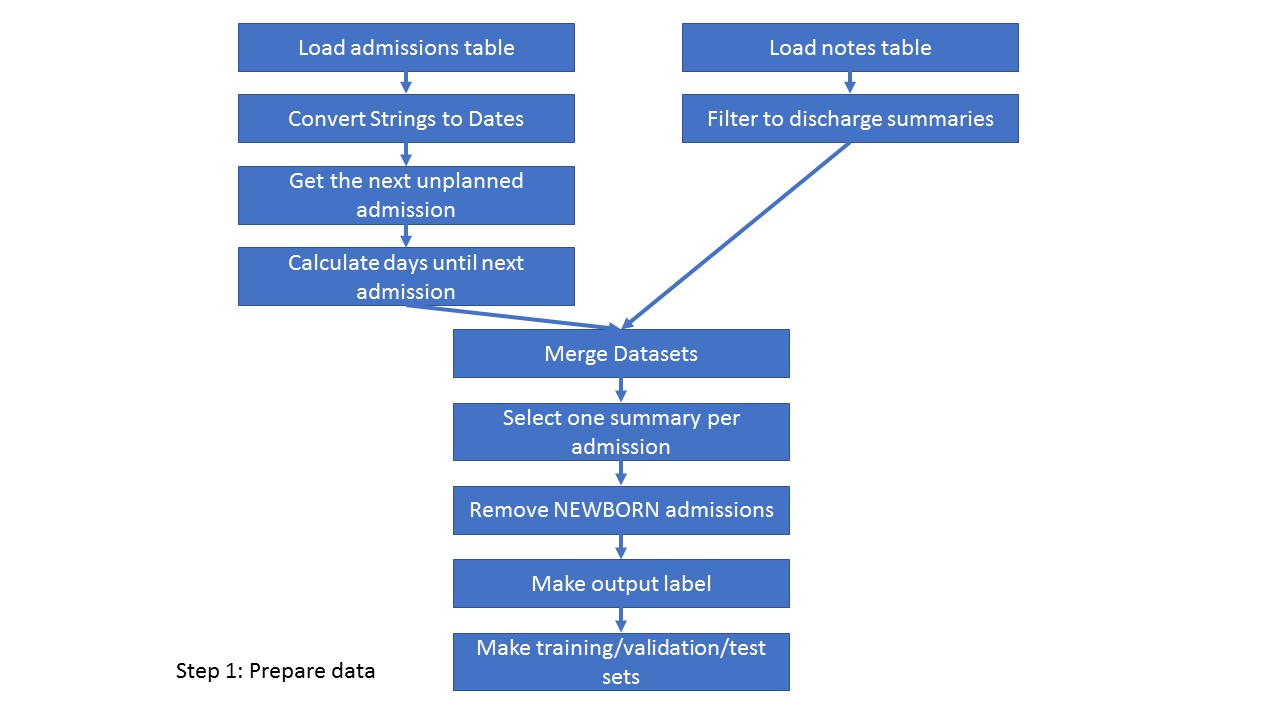 Load admissions table
Load notes table
Convert Strings to Dates
Filter to discharge summaries
Get the next unplanned
admission
Calculate days until next
admission
Merge Datasets
Select one summary per
admission
Remove NEWBORN admissions
Make output label
Make training/validation/test
sets
Step 1: Prepare data